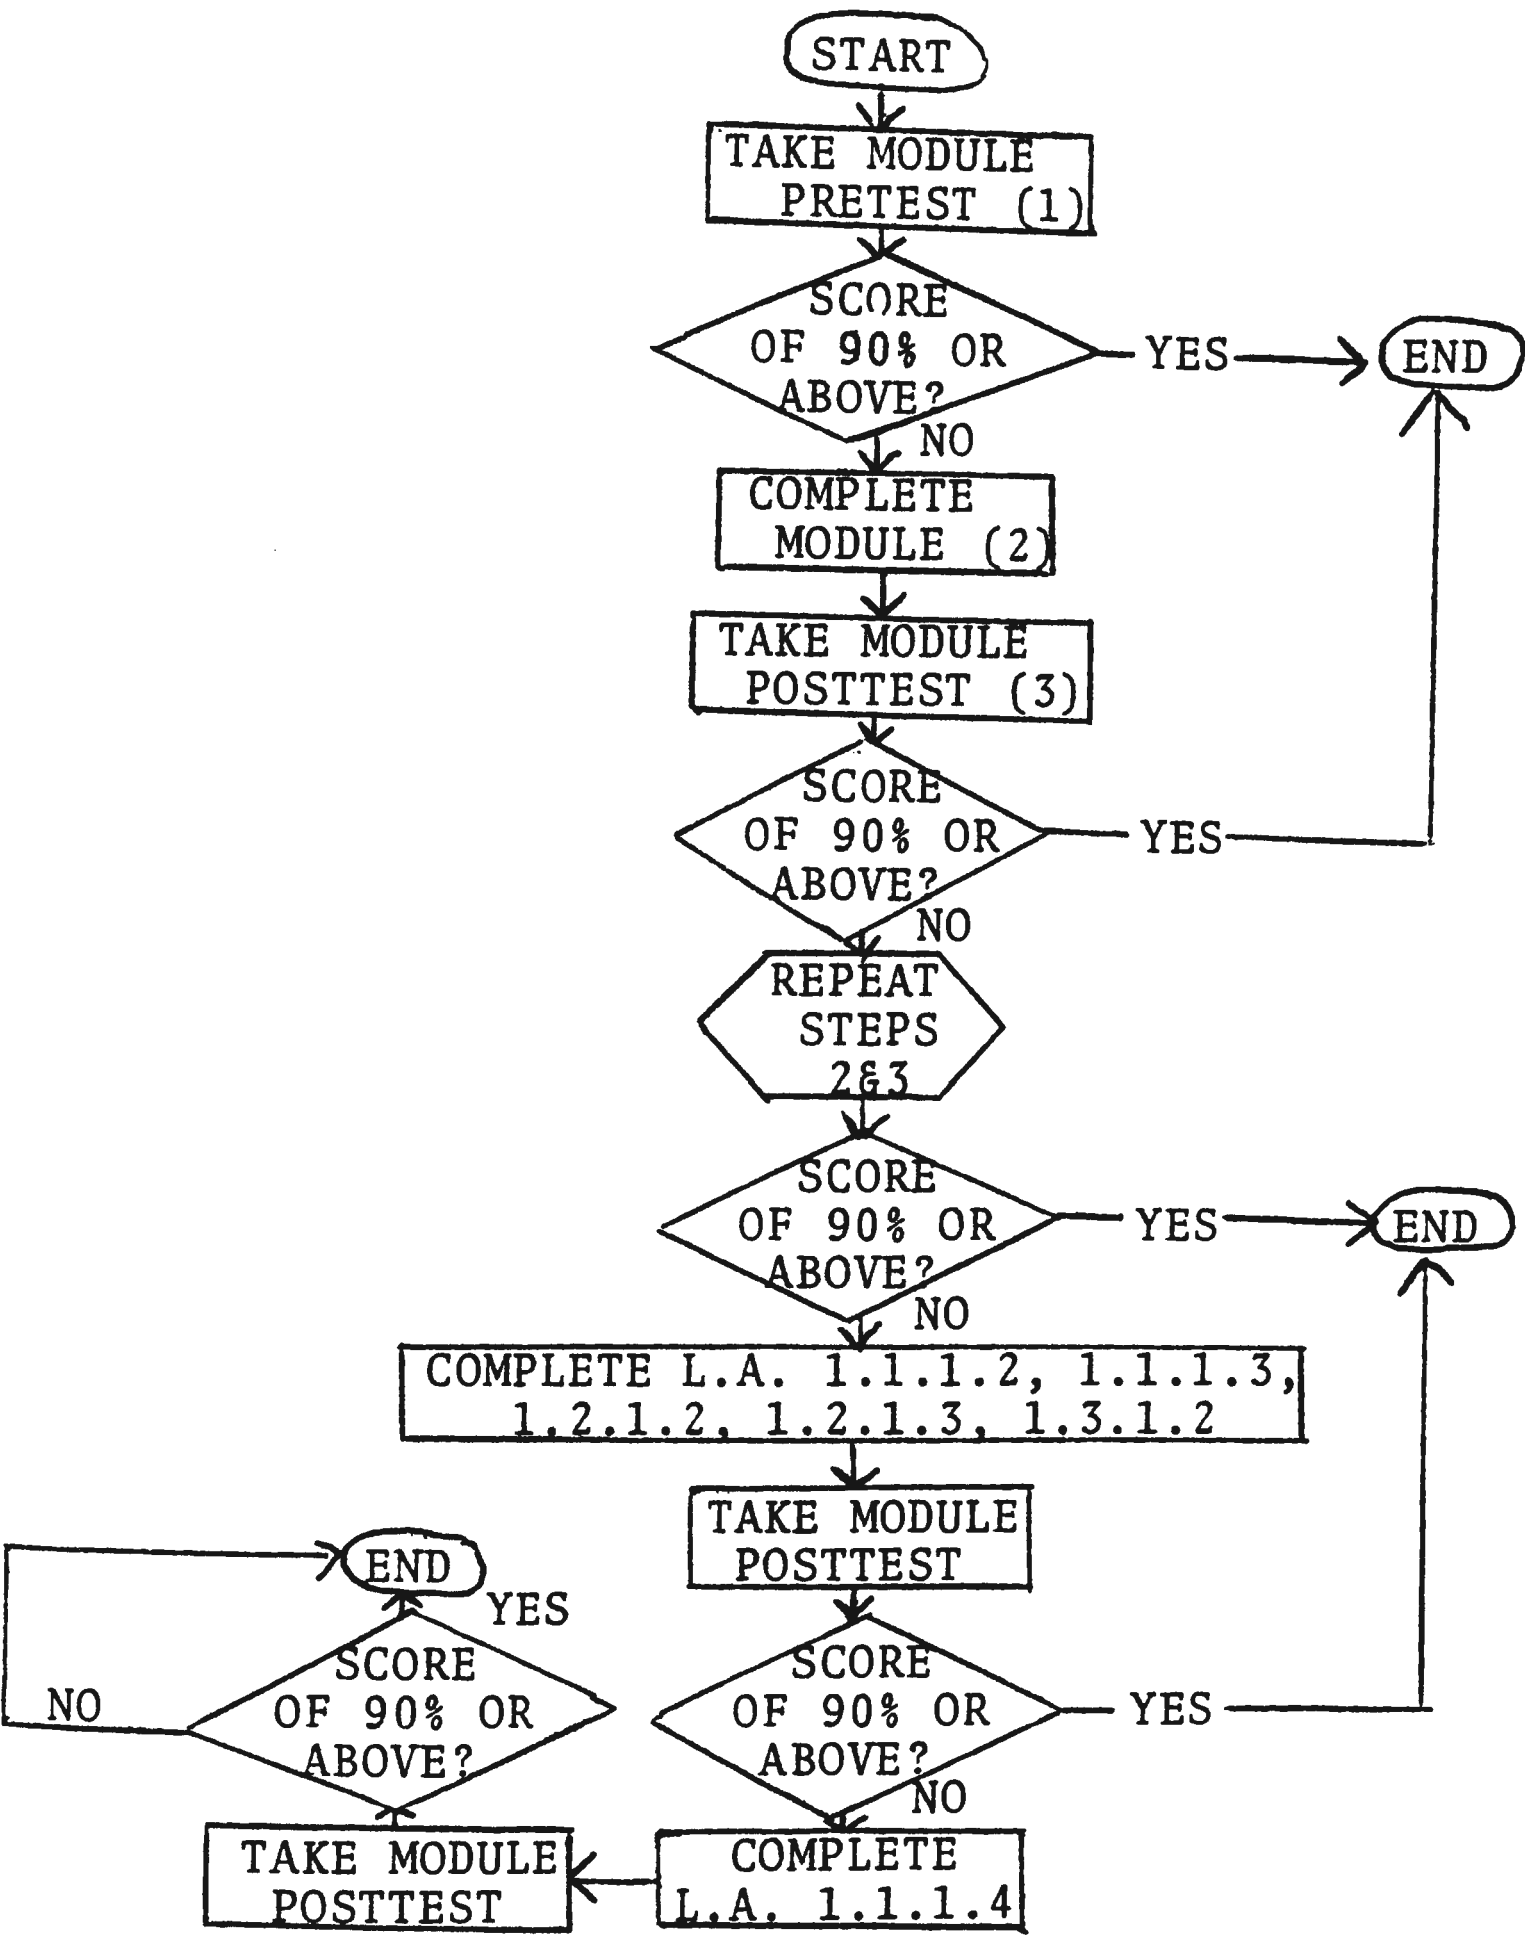 START
TAKE MODULE
PRETEST (1)
SCORE
OF 90% OR
ABOVE?
YES
END
NO
COMPLETE
MODULE (2)
TAKE MODULE
POSTTEST (3)
SCORE
OF 90% OR
ABOVE?
YES
NO
REPEAT
STEPS
2&3
SCORE
OF 90% OR
ABOVE?
YES
END
NO
COMPLETE L.A. 1.1.1.2, 1.1.1.3,
1.2.1.2, 1.2.1.3, 1.3.1.2
TAKE MODULE
POSTTEST
SCORE
OF 90% OR
ABOVE?
YES
NO
COMPLETE
L.A. 1.1.1.4
TAKE MODULE
POSTTEST
SCORE
OF 90% OR
ABOVE?
YES
END
NO